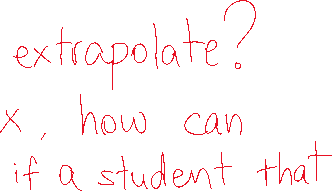 extrapolate?
x, how can
if a student that